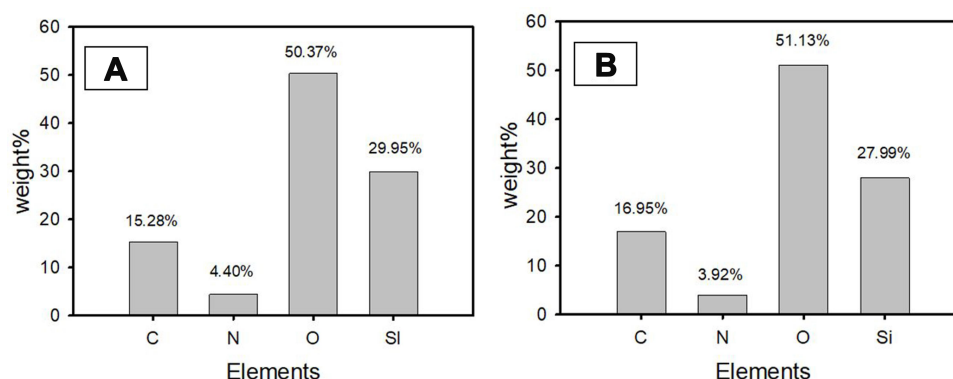 A
60
50
40
30
20
10
0
weight%
15.28%
4.40%
50.37%
29.95%
C N O SI
Elements
B
60
50
40
30
20
10
0
weight%
16.95%
3.92%
51.13%
27.99%
C N O Si
Elements